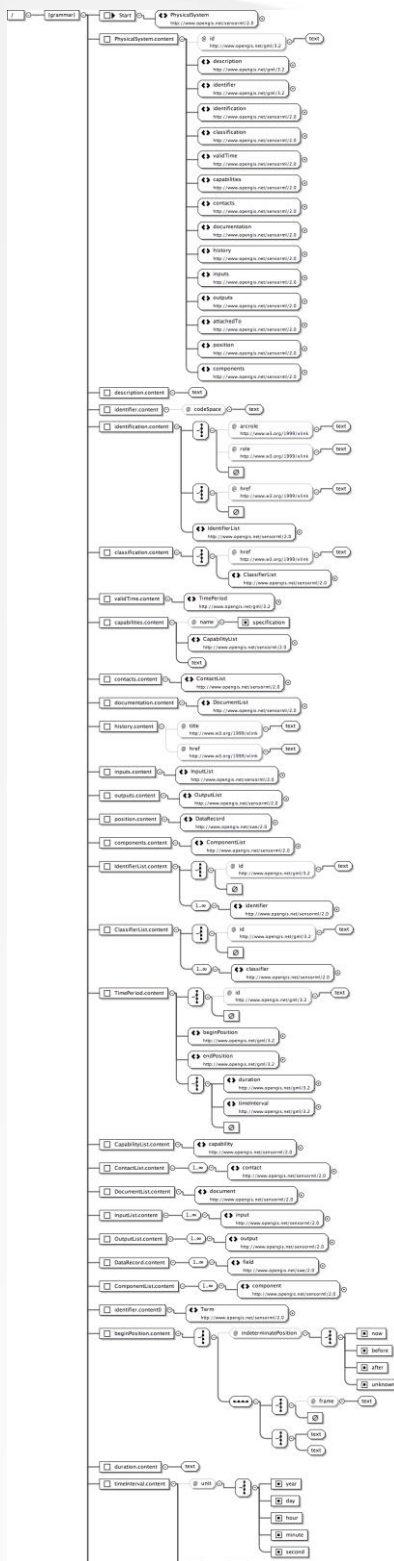 /
(grammar)
Start
PhysicalSystem
http://www.opengis.net/sensorml/2.0
PhysicalSystem.content
@ id
http://www.opengis.net/gml/3.2
text
description
http://www.opengis.net/gml/3.2
identifier
http://www.opengis.net/gml/3.2
identification
http://www.opengis.net/sensorml/2.0
classification
http://www.opengis.net/sensorml/2.0
validTime
http://www.opengis.net/sensorml/2.0
capabilities
http://www.opengis.net/sensorml/2.0
contacts
http://www.opengis.net/sensorml/2.0
documentation
http://www.opengis.net/sensorml/2.0
history
http://www.opengis.net/sensorml/2.0
inputs
http://www.opengis.net/sensorml/2.0
outputs
http://www.opengis.net/sensorml/2.0
attachedTo
http://www.opengis.net/sensorml/2.0
position
http://www.opengis.net/sensorml/2.0
components
http://www.opengis.net/sensorml/2.0
description.content
text
identifier.content
@ codeSpace
text
identification.content
@ arcrole
http://www.w3.org/1999/xlink
text
@ role
http://www.w3.org/1999/xlink
text
@ href
http://www.w3.org/1999/xlink
text
IdentifierList
http://www.opengis.net/sensorml/2.0
classification.content
@ href
http://www.w3.org/1999/xlink
text
ClassifierList
http://www.opengis.net/sensorml/2.0
validTime.content
TimePeriod
http://www.opengis.net/gml/3.2
capabilities.content
@ name
specification
CapabilityList
http://www.opengis.net/sensorml/2.0
text
contacts.content
ContactList
http://www.opengis.net/sensorml/2.0
documentation.content
DocumentList
http://www.opengis.net/sensorml/2.0
history.content
@ title
http://www.w3.org/1999/xlink
text
@ href
http://www.w3.org/1999/xlink
text
inputs.content
InputList
http://www.opengis.net/sensorml/2.0
outputs.content
OutputList
http://www.opengis.net/sensorml/2.0
position.content
DataRecord
http://www.opengis.net/swe/2.0
components.content
ComponentList
http://www.opengis.net/sensorml/2.0
IdentifierList.content
@ id
http://www.opengis.net/gml/3.2
text
1..∞
identifier
http://www.opengis.net/sensorml/2.0
ClassifierList.content
@ id
http://www.opengis.net/gml/3.2
text
1..∞
classifier
http://www.opengis.net/sensorml/2.0
TimePeriod.content
@ id
http://www.opengis.net/gml/3.2
text
beginPosition
http://www.opengis.net/gml/3.2
endPosition
http://www.opengis.net/gml/3.2
duration
http://www.opengis.net/gml/3.2
timeInterval
http://www.opengis.net/gml/3.2
CapabilityList.content
capability
http://www.opengis.net/sensorml/2.0
ContactList.content
1..∞
contact
http://www.opengis.net/sensorml/2.0
DocumentList.content
document
http://www.opengis.net/sensorml/2.0
InputList.content
1..∞
input
http://www.opengis.net/sensorml/2.0
OutputList.content
1..∞
output
http://www.opengis.net/sensorml/2.0
DataRecord.content
1..∞
field
http://www.opengis.net/swe/2.0
ComponentList.content
1..∞
component
http://www.opengis.net/sensorml/2.0
identifier.content0
Term
http://www.opengis.net/sensorml/2.0
beginPosition.content
@ indeterminatePosition
now
before
after
unknown
@ frame
text
text
text
duration.content
text
timeInterval.content
@ unit
year
day
hour
minute
second